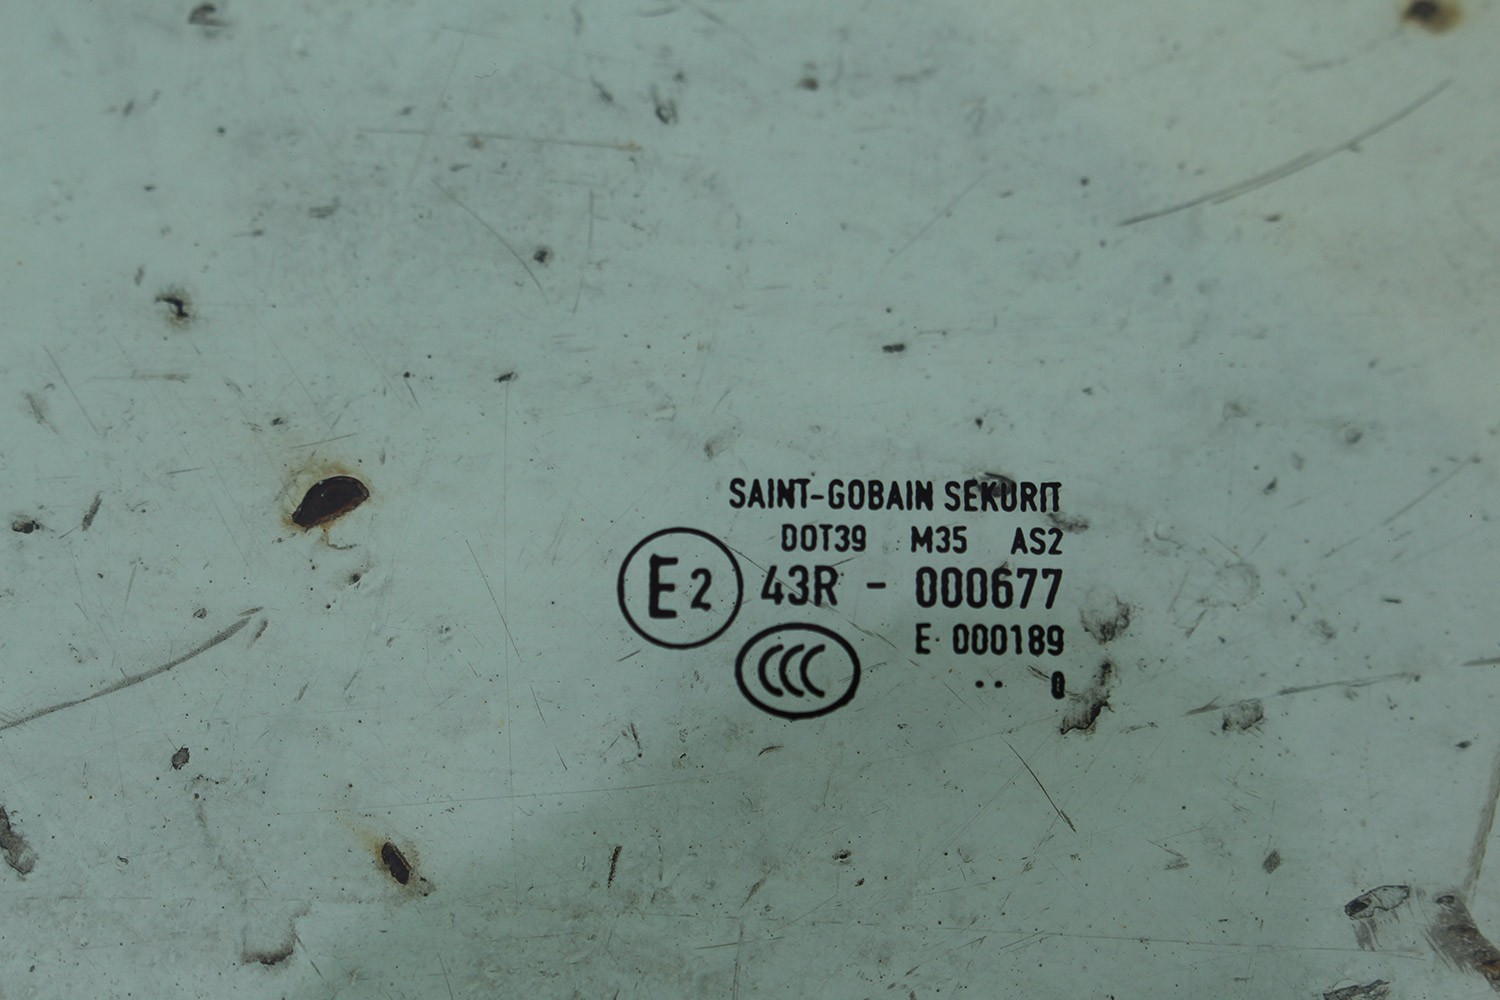 SAINT-GOBAIN SEKURIT
DOT39 M35 AS2
E2 43R - 000677
E 000189
CCC
·· 0